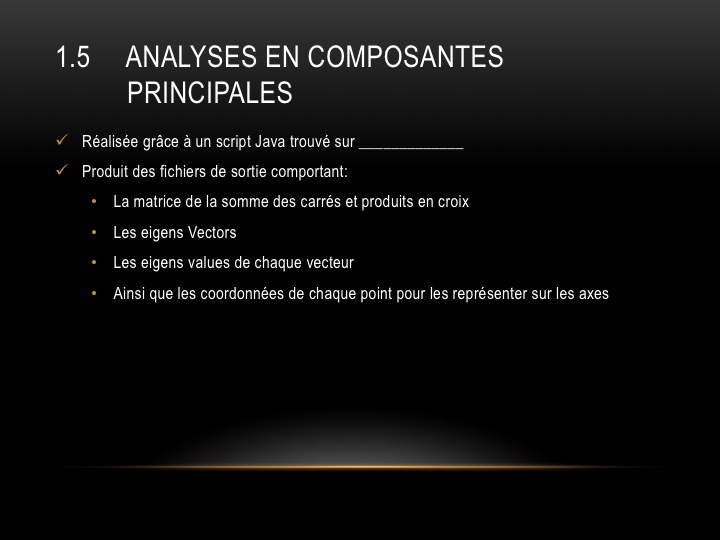 1.5 ANALYSES EN COMPOSANTES
PRINCIPALES
✓ Réalisée grâce à un script Java trouvé sur _____________
✓ Produit des fichiers de sortie comportant:
• La matrice de la somme des carrés et produits en croix
• Les eigens Vectors
• Les eigens values de chaque vecteur
• Ainsi que les coordonnées de chaque point pour les représenter sur les axes